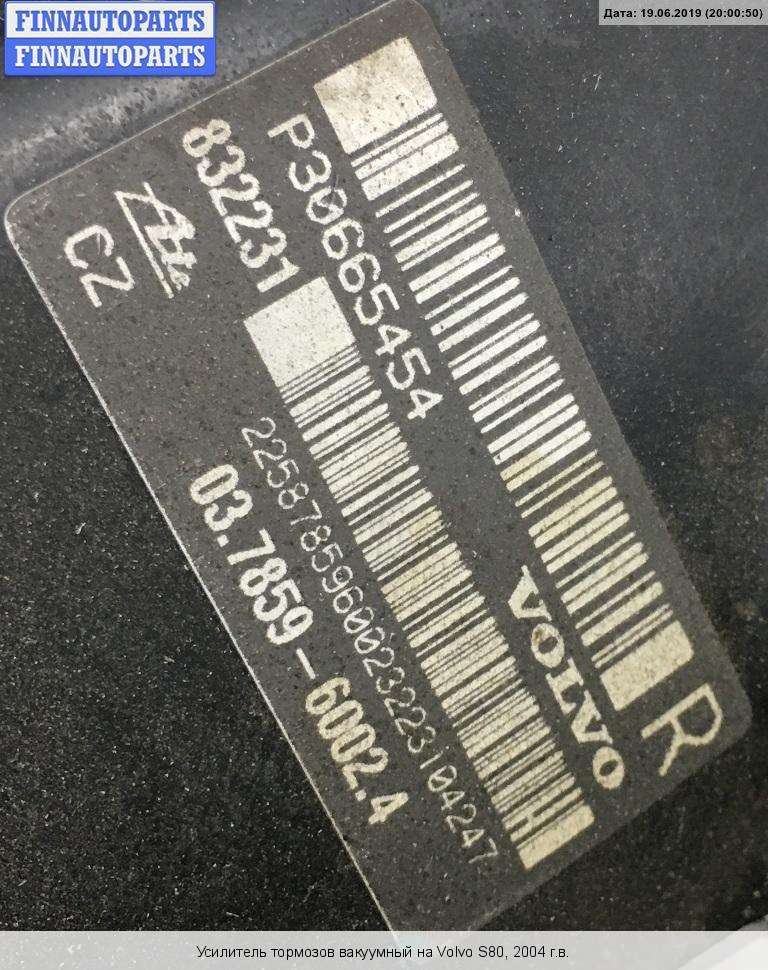 FINNAUTOPARTS
FINNAUTOPARTS
Дата: 19.06.2019 (20:00:50)
P30665454
VOLVO
R
832231
Ate
CZ
2258785960023223104247
03.7859-6002.4
Усилитель тормозов вакуумный на Volvo S80, 2004 г.в.